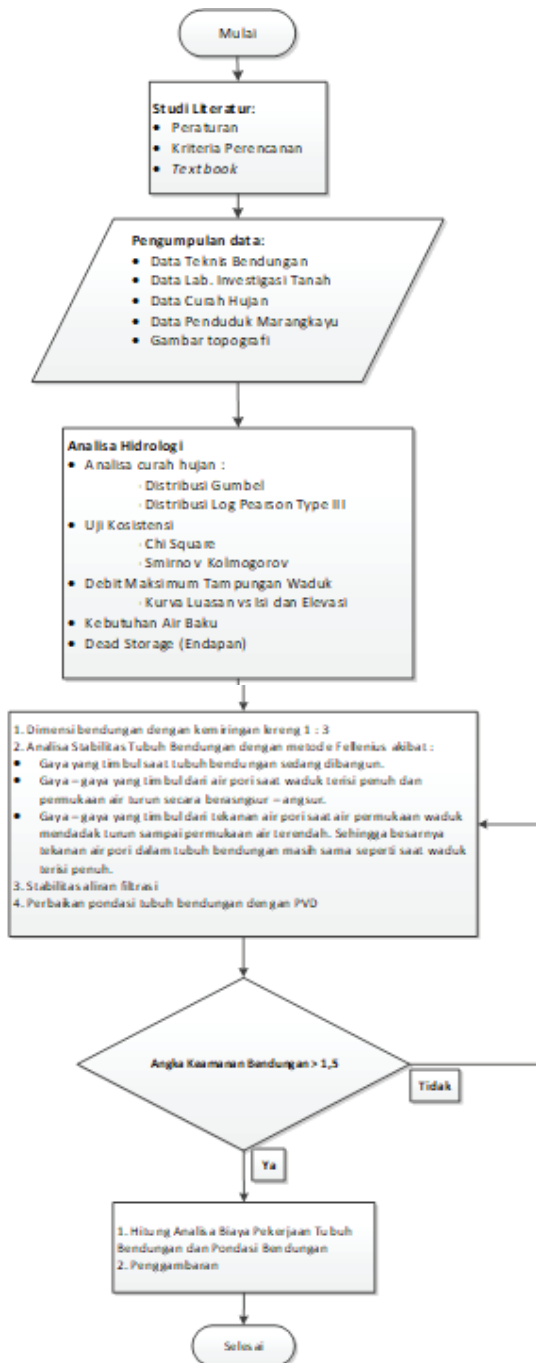 Mulai
Studi Literatur:
• Peraturan
• Kriteria Perencanan
• Textbook
Pengumpulan data:
• Data Teknis Bendungan
• Data Lab. Investigasi Tanah
• Data Curah Hujan
• Data Penduduk Marangkayu
• Gambar topografi
Analisa Hidrologi
• Analisa curah hujan :
- Distribusi Gumbel
- Distribusi Log Pearson Type III
• Uji Kosistensi
- Chi Square
- Smirnov Kolmogorov
• Debit Maksimum Tampungan Waduk
- Kurva Luasan vs Isi dan Elevasi
• Kebutuhan Air Baku
• Dead Storage (Endapan)
1. Dimensi bendungan dengan kemiringan lereng 1 : 3
2. Analisa Stabilitas Tubuh Bendungan dengan metode Fellenius akibat :
• Gaya yang timbul saat tubuh bendungan sedang dibangun.
• Gaya – gaya yang timbul dari air pori saat waduk terisi penuh dan
permukaan air turun secara berasngsur – angsur.
• Gaya – gaya yang timbul dari tekanan air pori saat air permukaan waduk
mendadak turun sampai permukaan air terendah. Sehingga besarnya
tekanan air pori dalam tubuh bendungan masih sama seperti saat waduk
terisi penuh.
3. Stabilitas aliran filtrasi
4. Perbaikan pondasi tubuh bendungan dengan PVD
Angka Keamanan Bendungan > 1,5
Tidak
Ya
1. Hitung Analisa Biaya Pekerjaan Tubuh
Bendungan dan Pondasi Bendungan
2. Penggambaran
Selesai